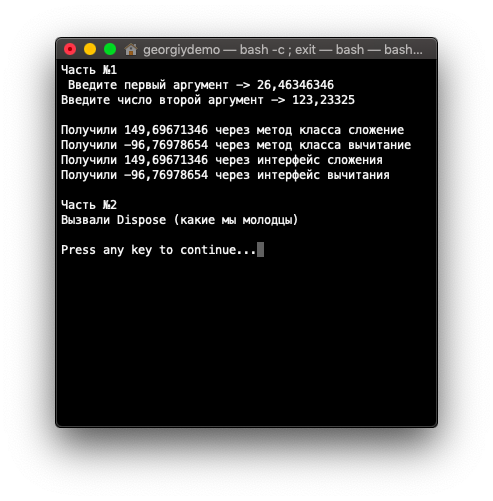 georgiydemo — bash -c ; exit — bash — bash...
Часть №1
Введите первый аргумент -> 26,46346346
Введите число второй аргумент -> 123,23325
Получили 149,69671346 через метод класса сложение
Получили -96,76978654 через метод класса вычитание
Получили 149,69671346 через интерфейс сложения
Получили -96,76978654 через интерфейс вычитания
Часть №2
Вызвали Dispose (какие мы молодцы)
Press any key to continue...